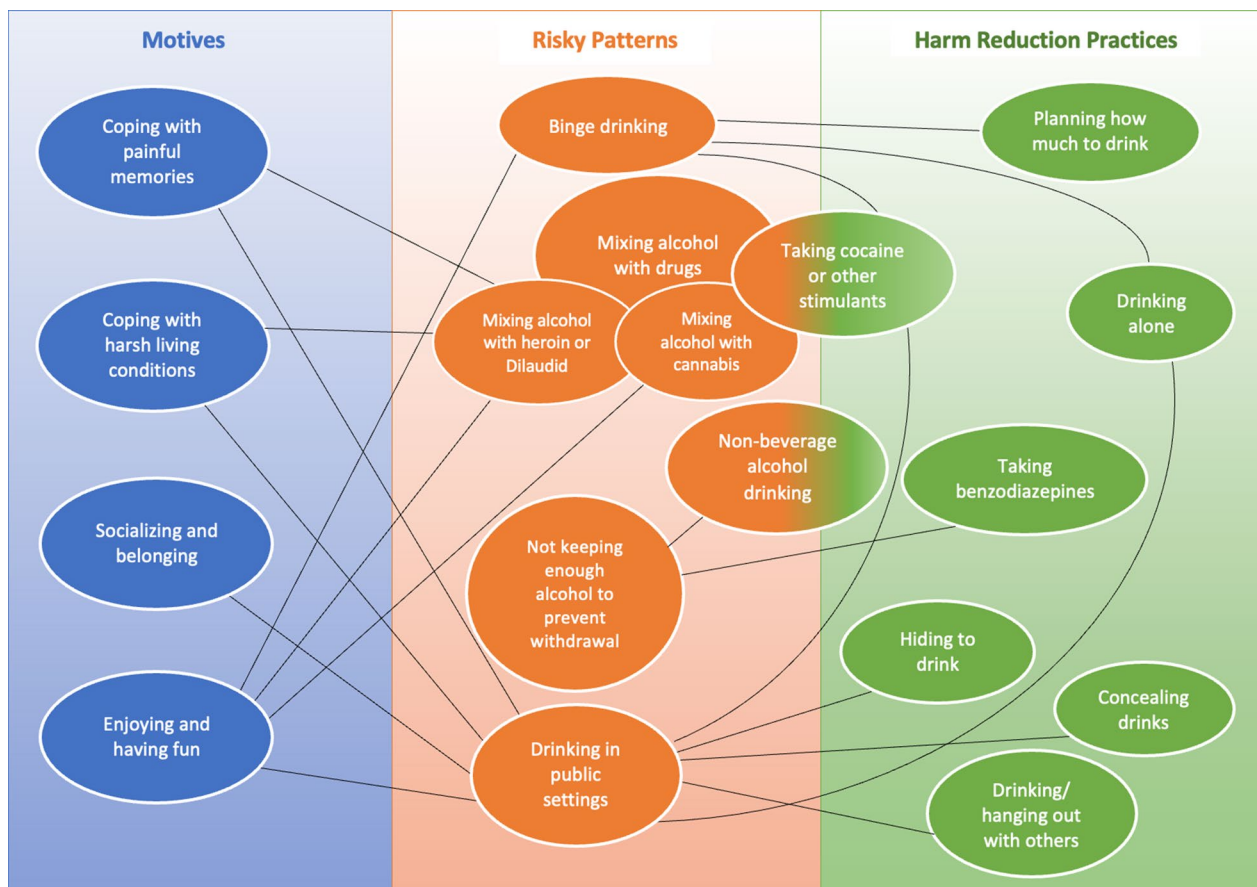 Motives
Coping with
painful
memories
Coping with
harsh living
conditions
Socializing and
belonging
Enjoying and
having fun
Risky Patterns
Binge drinking
Mixing alcohol
with drugs
Mixing alcohol
with heroin or
Dilaudid
Mixing
alcohol with
cannabis
Taking cocaine
or other
stimulants
Non-beverage
alcohol
drinking
Not keeping
enough
alcohol to
prevent
withdrawal
Drinking in
public
settings
Harm Reduction Practices
Planning how
much to drink
Drinking
alone
Taking
benzodiazepines
Hiding to
drink
Concealing
drinks
Drinking/
hanging out
with others